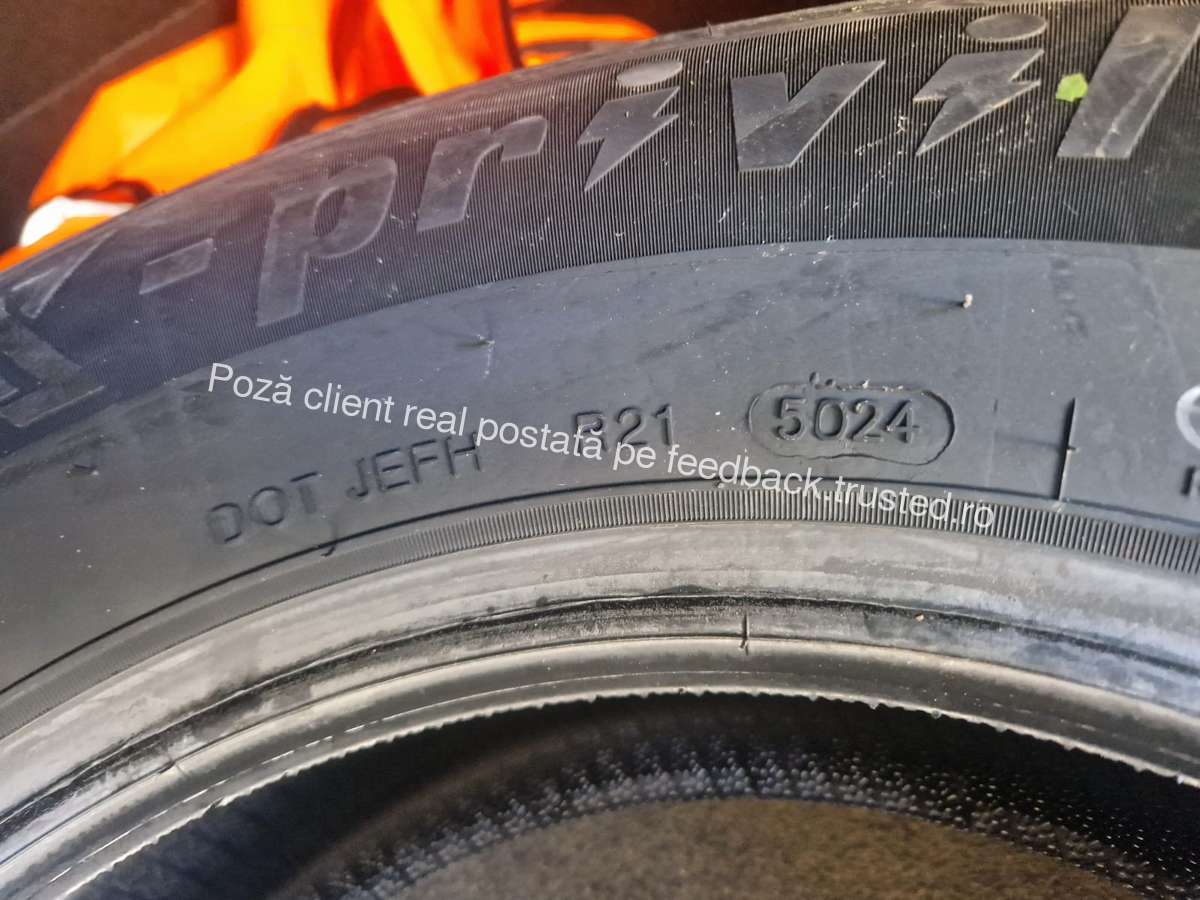 -privil
Poză client real postată pe feedback.trusted.ro
DOT JEFH R21 5024